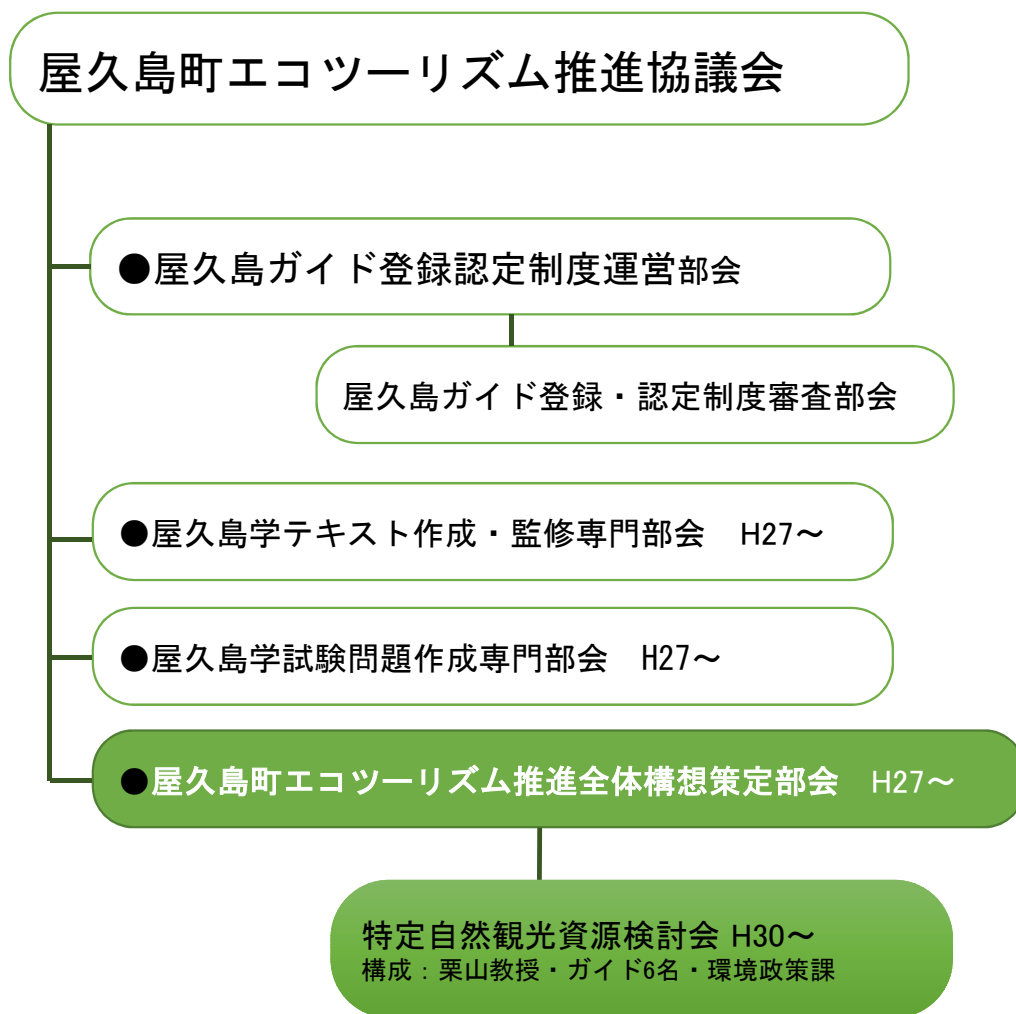 屋久島町エコツーリズム推進協議会
●屋久島ガイド登録認定制度運営部会
屋久島ガイド登録・認定制度審査部会
●屋久島学テキスト作成・監修専門部会　H27～
●屋久島学試験問題作成専門部会　H27～
●屋久島町エコツーリズム推進全体構想策定部会　H27～
特定自然観光資源検討会 H30～
構成：栗山教授・ガイド6名・環境政策課